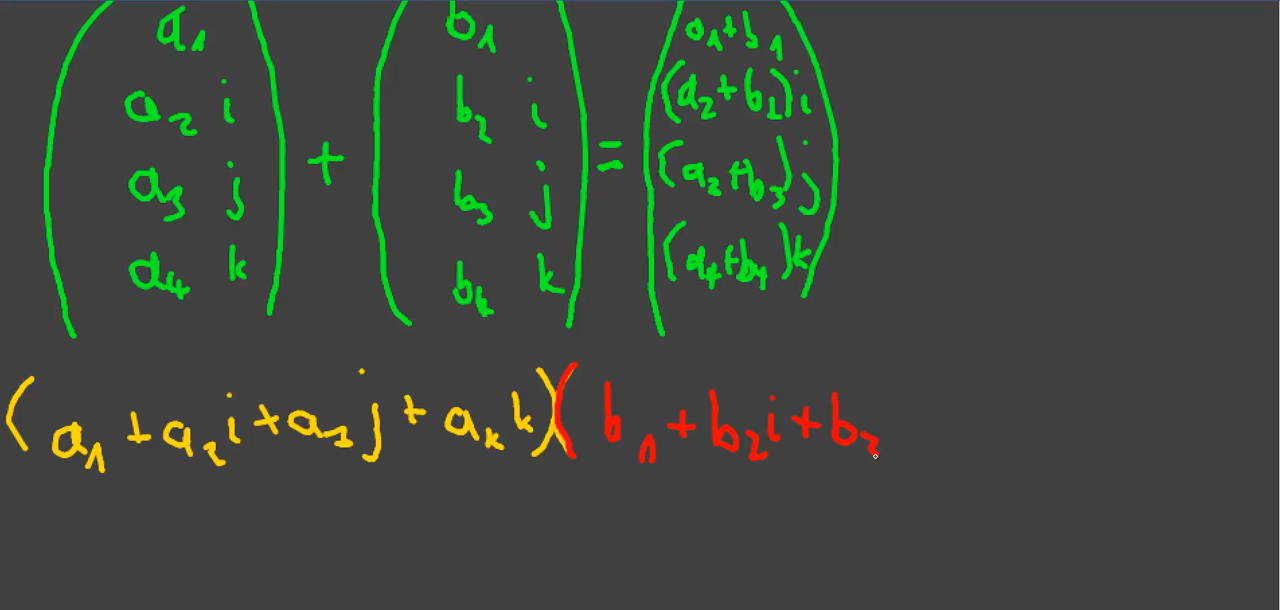 a1 b1 a1+b1
a2 i + b2 i = (a2+b2)i
a3 j b3 j (a3+b3)j
a4 k b4 k (a4+b4)k
(a1+a2i+a3j+a4k)(b1+b2i+b3